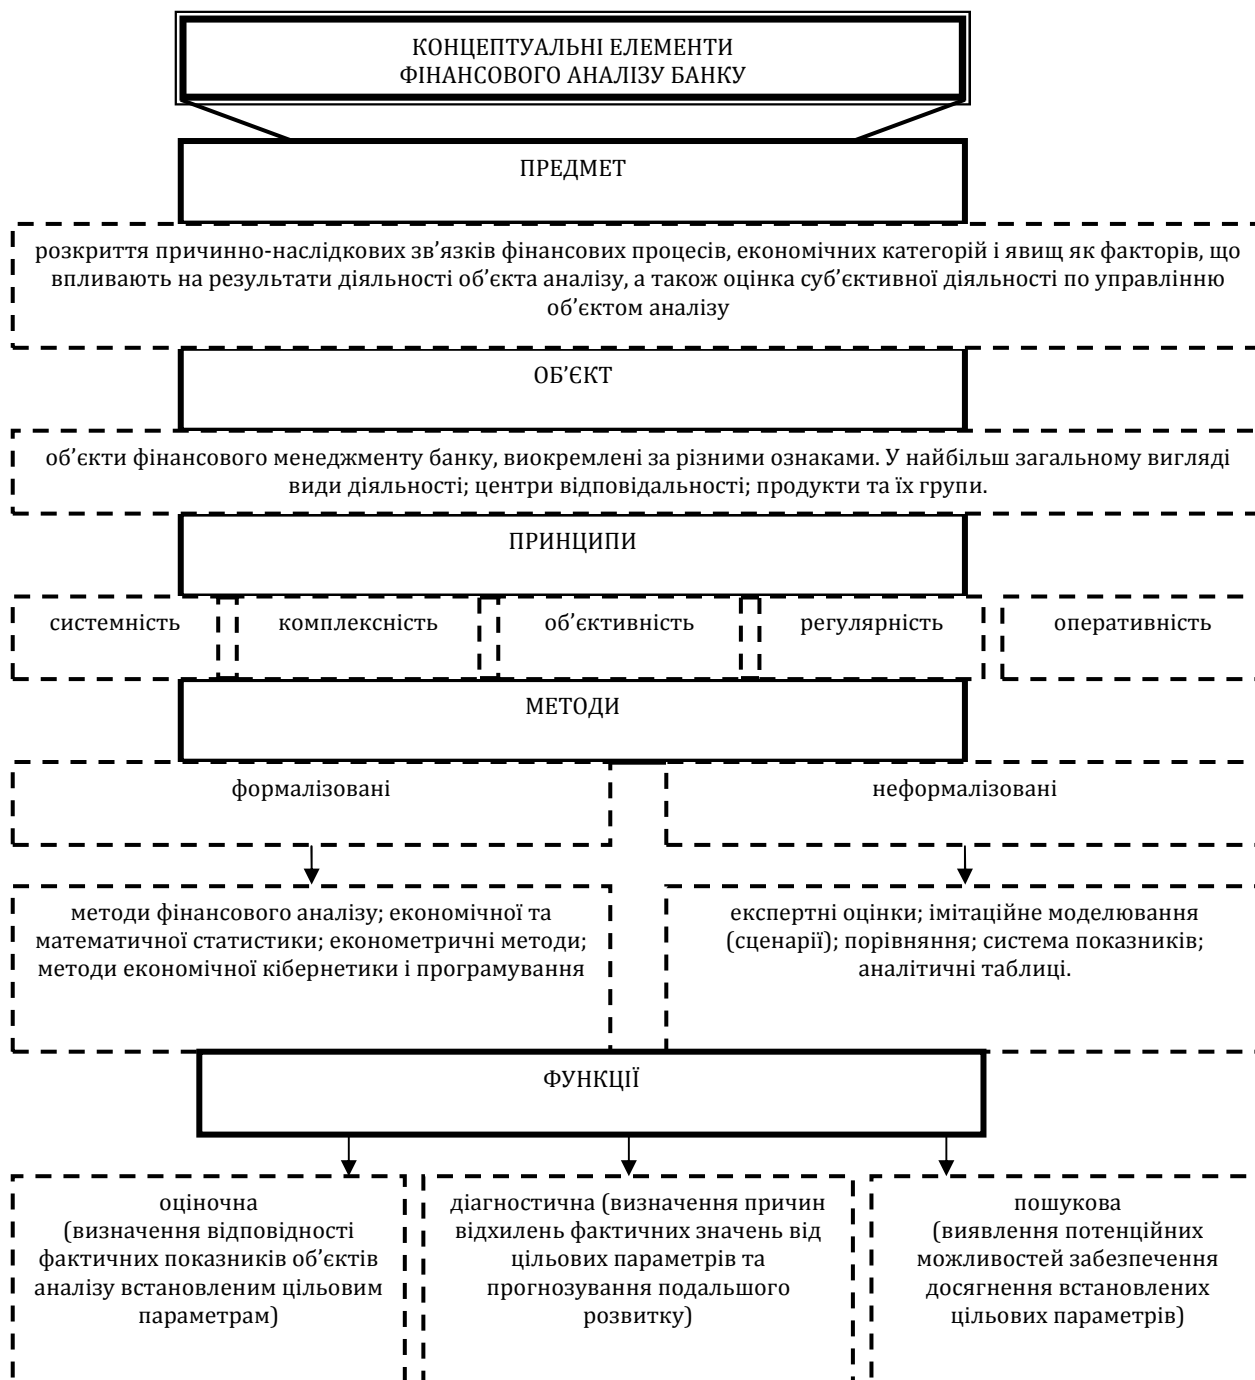 КОНЦЕПТУАЛЬНІ ЕЛЕМЕНТИ
ФІНАНСОВОГО АНАЛІЗУ БАНКУ
ПРЕДМЕТ
розкриття причинно-наслідкових зв’язків фінансових процесів, економічних категорій і явищ як факторів, що
впливають на результати діяльності об’єкта аналізу, а також оцінка суб’єктивної діяльності по управлінню
об’єктом аналізу
ОБ’ЄКТ
об’єкти фінансового менеджменту банку, виокремлені за різними ознаками. У найбільш загальному вигляді
види діяльності; центри відповідальності; продукти та їх групи.
ПРИНЦИПИ
системність
комплексність
об’єктивність
регулярність
оперативність
МЕТОДИ
формалізовані
неформалізовані
методи фінансового аналізу; економічної та
математичної статистики; економетричні методи;
методи економічної кібернетики і програмування
експертні оцінки; імітаційне моделювання
(сценарії); порівняння; система показників;
аналітичні таблиці.
ФУНКЦІЇ
оціночна
(визначення відповідності
фактичних показників об’єктів
аналізу встановленим цільовим
параметрам)
діагностична (визначення причин
відхилень фактичних значень від
цільових параметрів та
прогнозування подальшого
розвитку)
пошукова
(виявлення потенційних
можливостей забезпечення
досягнення встановлених
цільових параметрів)